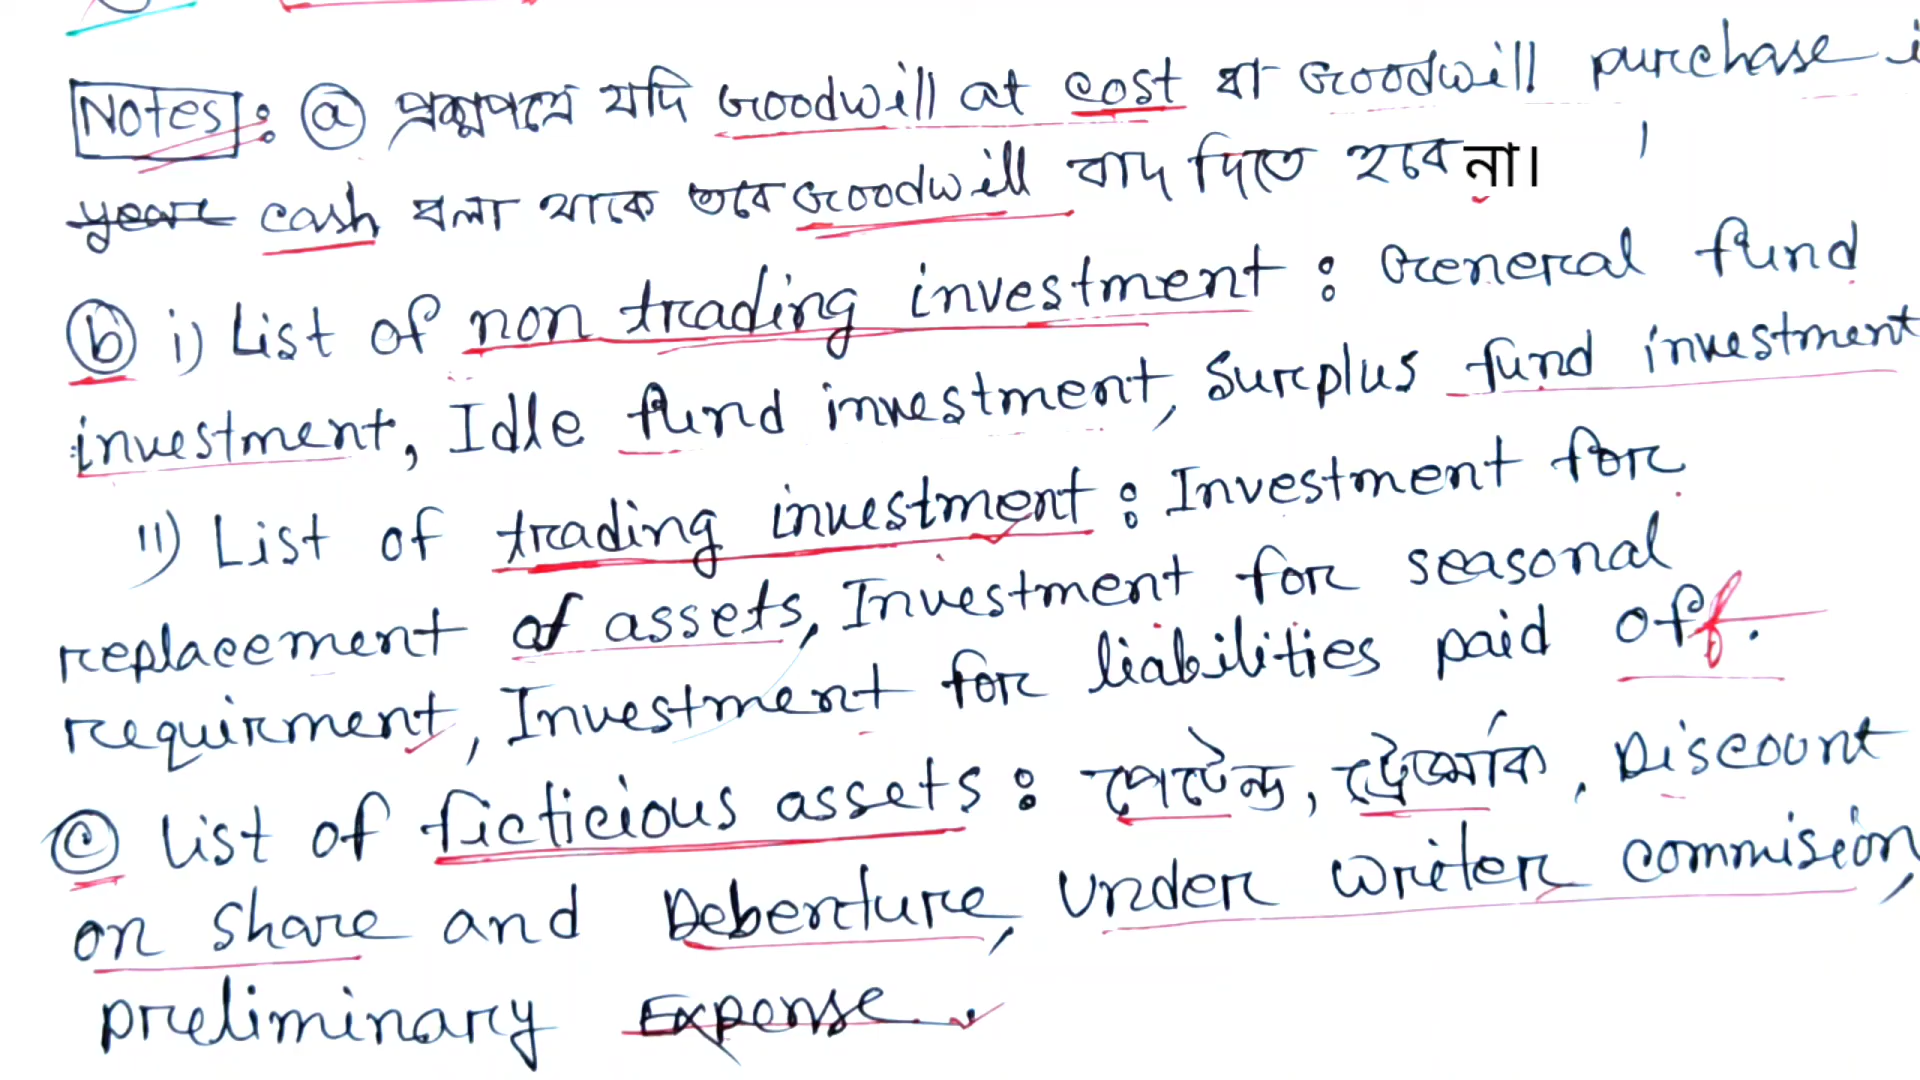 Notes: ⓐ প্রশ্নপত্রে যদি Goodwill at cost বা Goodwill purchase i
year cash বলা থাকে তবে Goodwill বাদ দিতে হবে না।
ⓑ i) List of non trading investment: General fund
investment, Idle fund investment, Surplus fund investment
ii) List of trading investment: Investment for
replacement of assets, Investment for seasonal
requirment, Investment for liabilities paid off.
ⓒ List of ficticious assets: পেটেন্ড, ট্রেডমার্ক, Discount
on share and Debenture, Under writer commision,
preliminary Expense.